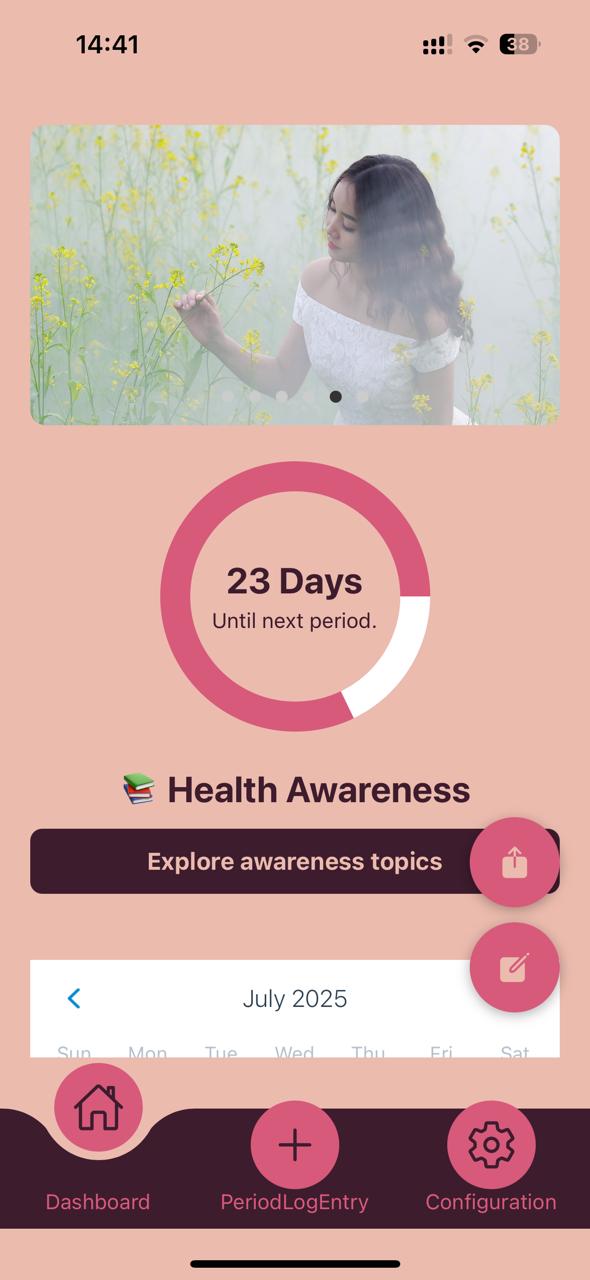 14:41
38
23 Days
Until next period.
📚 Health Awareness
Explore awareness topics
July 2025
Sun Mon Tue Wed Thu Fri Sat
Dashboard PeriodLogEntry Configuration